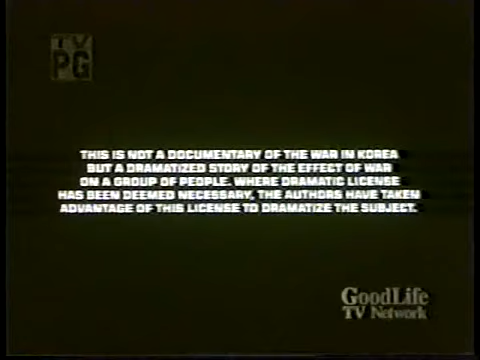 TV
PG
THIS IS NOT A DOCUMENTARY OF THE WAR IN KOREA
BUT A DRAMATIZED STORY OF THE EFFECT OF WAR
ON A GROUP OF PEOPLE. WHERE DRAMATIC LICENSE
HAS BEEN DEEMED NECESSARY, THE AUTHORS HAVE TAKEN
ADVANTAGE OF THIS LICENSE TO DRAMATIZE THE SUBJECT.
GoodLife
TV Network